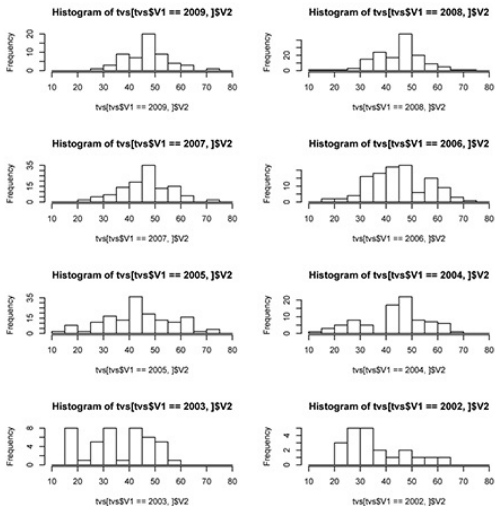 Histogram of tvs[tvs$V1 == 2009, ]$V2
Frequency
0
10
20
10 20 30 40 50 60 70 80
tvs[tvs$V1 == 2009, ]$V2
Histogram of tvs[tvs$V1 == 2008, ]$V2
Frequency
0
20
10 20 30 40 50 60 70 80
tvs[tvs$V1 == 2008, ]$V2
Histogram of tvs[tvs$V1 == 2007, ]$V2
Frequency
0
15
35
10 20 30 40 50 60 70 80
tvs[tvs$V1 == 2007, ]$V2
Histogram of tvs[tvs$V1 == 2006, ]$V2
Frequency
0
10
10 20 30 40 50 60 70 80
tvs[tvs$V1 == 2006, ]$V2
Histogram of tvs[tvs$V1 == 2005, ]$V2
Frequency
0
15
35
10 20 30 40 50 60 70 80
tvs[tvs$V1 == 2005, ]$V2
Histogram of tvs[tvs$V1 == 2004, ]$V2
Frequency
0
10
20
10 20 30 40 50 60 70 80
tvs[tvs$V1 == 2004, ]$V2
Histogram of tvs[tvs$V1 == 2003, ]$V2
Frequency
0
4
8
10 20 30 40 50 60 70 80
tvs[tvs$V1 == 2003, ]$V2
Histogram of tvs[tvs$V1 == 2002, ]$V2
Frequency
0
2
4
10 20 30 40 50 60 70 80
tvs[tvs$V1 == 2002, ]$V2